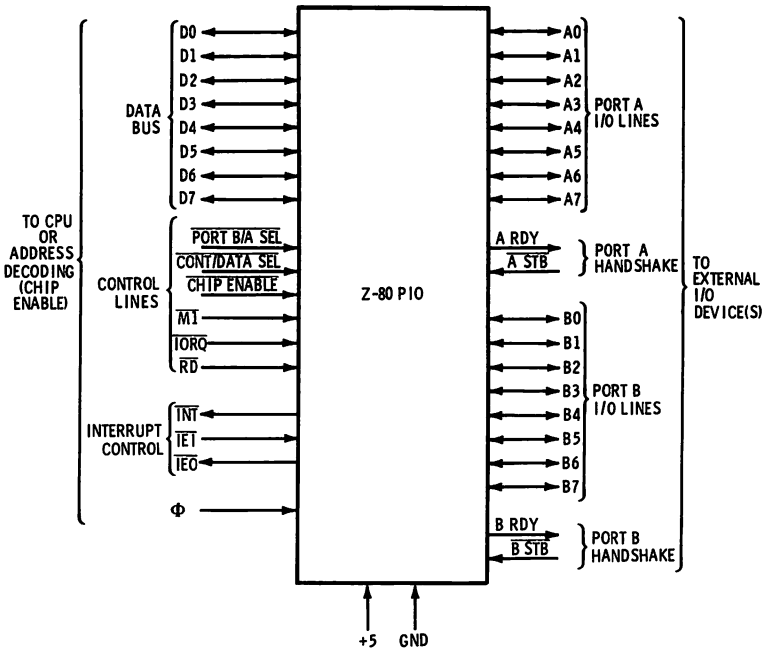 TO CPU
OR
ADDRESS
DECODING
(CHIP
ENABLE)
DATA
BUS
D0
D1
D2
D3
D4
D5
D6
D7
CONTROL
LINES
PORT B/A SEL
CONT/DATA SEL
CHIP ENABLE
M1
IORQ
RD
INTERRUPT
CONTROL
INT
IEI
IEO
Φ
Z-80 PIO
+5
GND
A0
A1
A2
A3
A4
A5
A6
A7
PORT A
I/O LINES
A RDY
A STB
PORT A
HANDSHAKE
B0
B1
B2
B3
B4
B5
B6
B7
PORT B
I/O LINES
B RDY
B STB
PORT B
HANDSHAKE
TO
EXTERNAL
I/O
DEVICE(S)